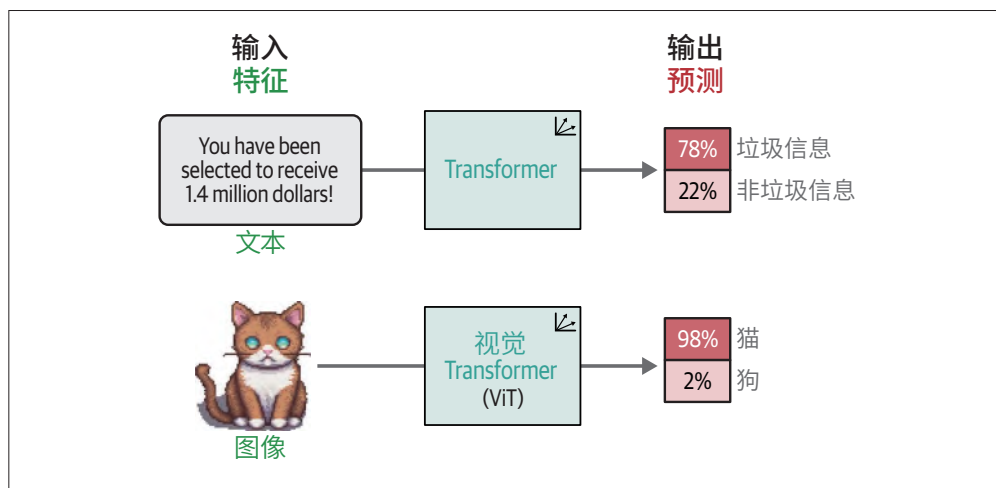 输入
特征
输出
预测
You have been
selected to receive
1.4 million dollars!
文本
Transformer
78% 垃圾信息
22% 非垃圾信息
图像
视觉
Transformer
(ViT)
98% 猫
2% 狗